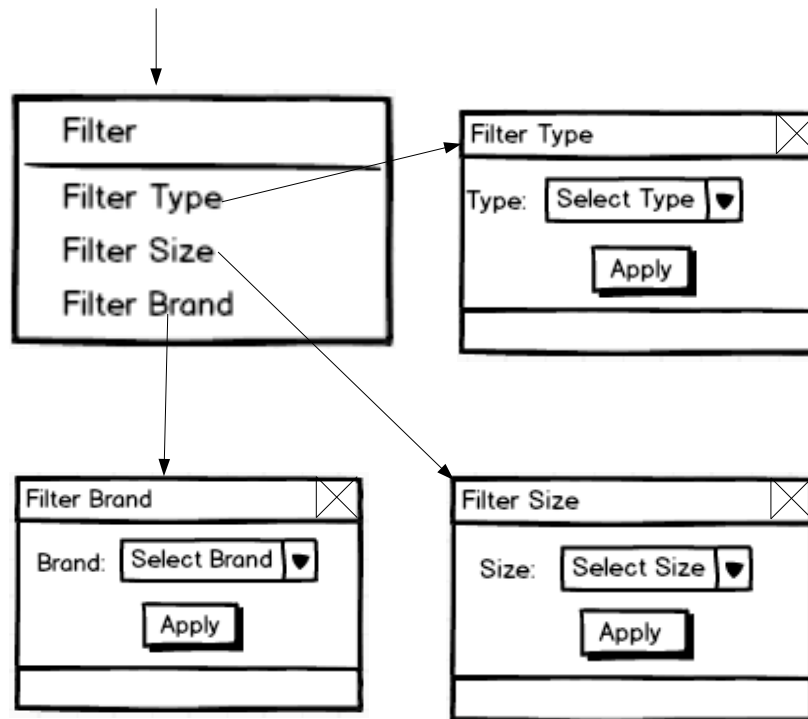 Filter
Filter Type
Filter Size
Filter Brand
Filter Type
Type: Select Type
Apply
Filter Brand
Brand: Select Brand
Apply
Filter Size
Size: Select Size
Apply